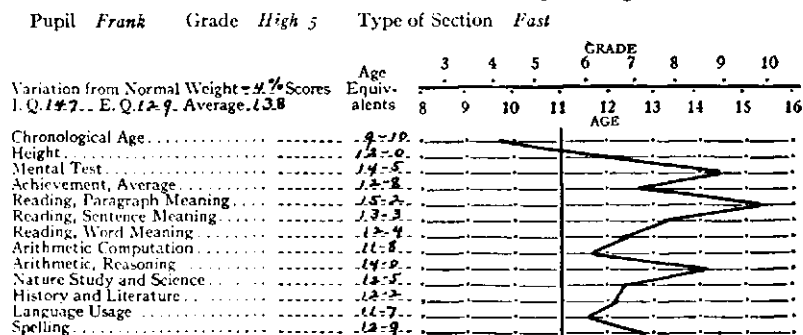 Pupil Frank Grade High 5 Type of Section Fast
GRADE
3 4 5 6 7 8 9 10
Variation from Normal Weight -4% Scores Age Equiv-alents
I.Q. 147 E.Q. 129 Average 138
8 9 10 11 12 13 14 15 16
AGE
Chronological Age 9-10
Height 12-0
Mental Test 14-5
Achievement, Average 12-8
Reading, Paragraph Meaning 15-2
Reading, Sentence Meaning 13-3
Reading, Word Meaning 12-4
Arithmetic Computation 11-8
Arithmetic, Reasoning 14-0
Nature Study and Science 12-5
History and Literature 12-2
Language Usage 11-7
Spelling 12-9